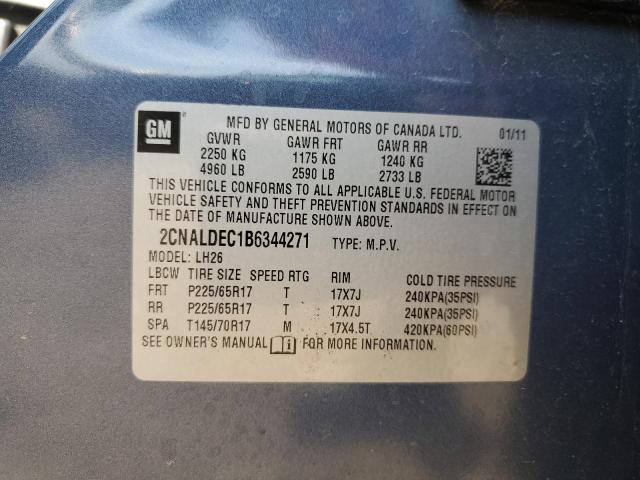 GM
MFD BY GENERAL MOTORS OF CANADA LTD. 01/11
GVWR GAWR FRT GAWR RR
2250 KG 1175 KG 1240 KG
4960 LB 2590 LB 2733 LB
THIS VEHICLE CONFORMS TO ALL APPLICABLE U.S. FEDERAL MOTOR
VEHICLE SAFETY AND THEFT PREVENTION STANDARDS IN EFFECT ON
THE DATE OF MANUFACTURE SHOWN ABOVE.
2CNALDEC1B6344271 TYPE: M.P.V.
MODEL: LH26
LBCW TIRE SIZE SPEED RTG RIM COLD TIRE PRESSURE
FRT P225/65R17 T 17X7J 240KPA(35PSI)
RR P225/65R17 T 17X7J 240KPA(35PSI)
SPA T145/70R17 M 17X4.5T 420KPA(60PSI)
SEE OWNER'S MANUAL FOR MORE INFORMATION.